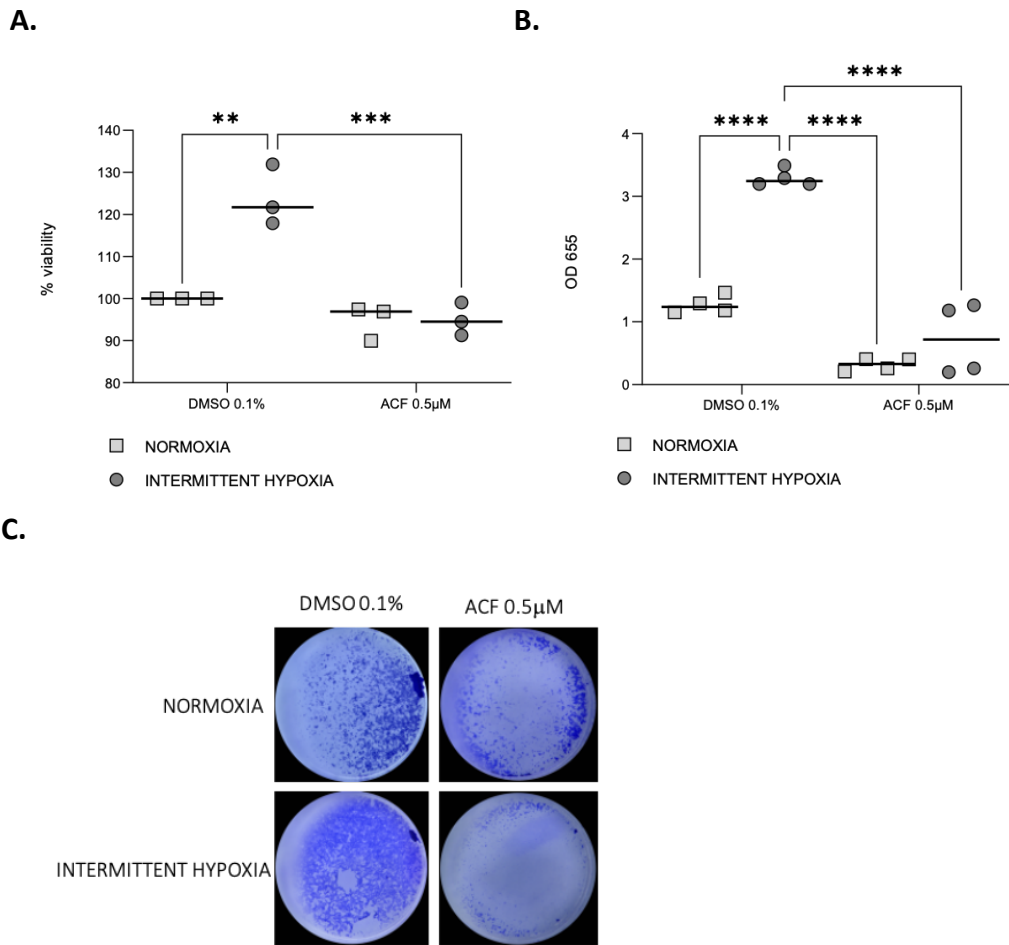 A.
B.
**
***
140
130
120
110
100
90
80
% viability
DMSO 0.1%
ACF 0.5µM
NORMOXIA
INTERMITTENT HYPOXIA
****
****
****
4
3
2
1
0
OD 655
DMSO 0.1%
ACF 0.5µM
NORMOXIA
INTERMITTENT HYPOXIA
C.
DMSO 0.1%
ACF 0.5µM
NORMOXIA
INTERMITTENT HYPOXIA